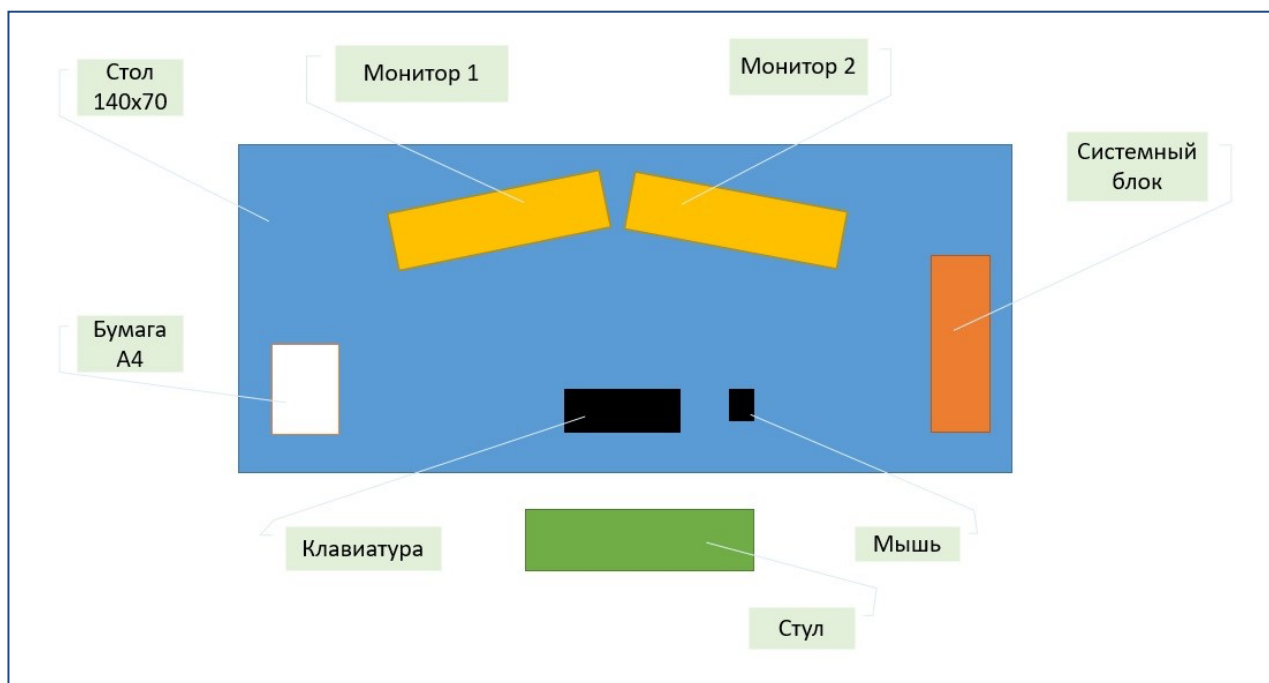 Стол
140х70
Монитор 1
Монитор 2
Системный
блок
Бумага
А4
Клавиатура
Мышь
Стул